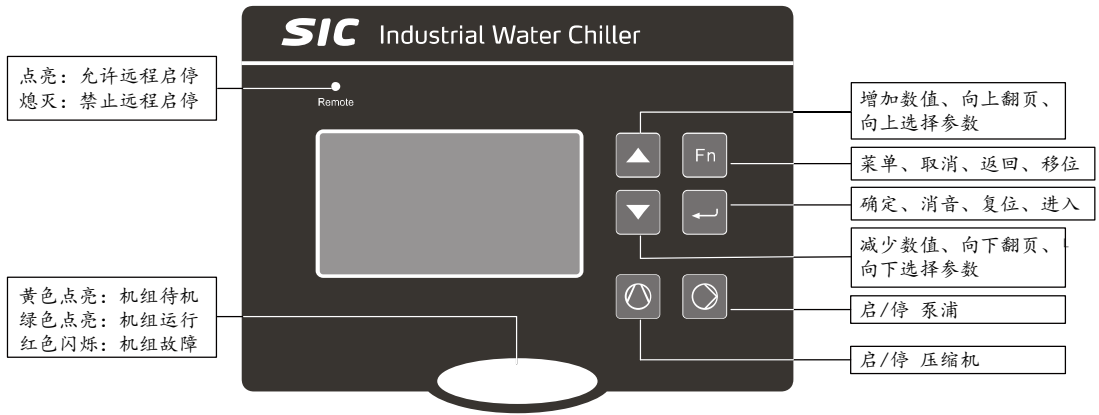 SIC Industrial Water Chiller
点亮：允许远程启停
熄灭：禁止远程启停
Remote
增加数值、向上翻页、
向上选择参数
Fn
菜单、取消、返回、移位
确定、消音、复位、进入
减少数值、向下翻页、
向下选择参数
黄色点亮：机组待机
绿色点亮：机组运行
红色闪烁：机组故障
启/停 泵浦
启/停 压缩机